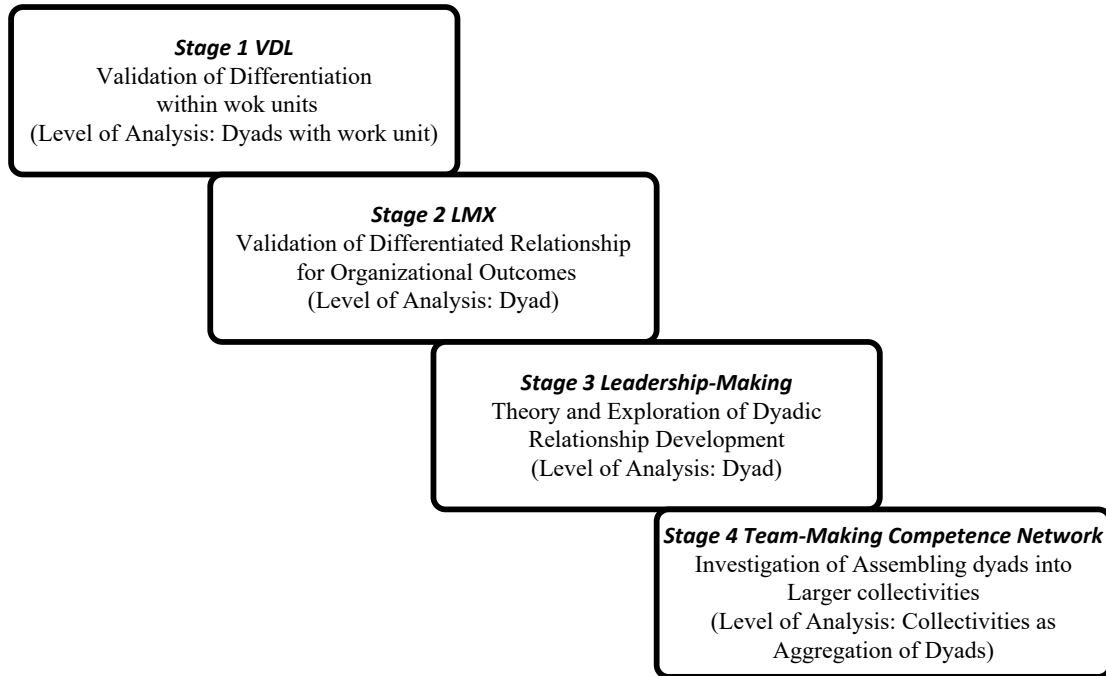 Stage 1 VDL
Validation of Differentiation
within wok units
(Level of Analysis: Dyads with work unit)
Stage 2 LMX
Validation of Differentiated Relationship
for Organizational Outcomes
(Level of Analysis: Dyad)
Stage 3 Leadership-Making
Theory and Exploration of Dyadic
Relationship Development
(Level of Analysis: Dyad)
Stage 4 Team-Making Competence Network
Investigation of Assembling dyads into
Larger collectivities
(Level of Analysis: Collectivities as
Aggregation of Dyads)